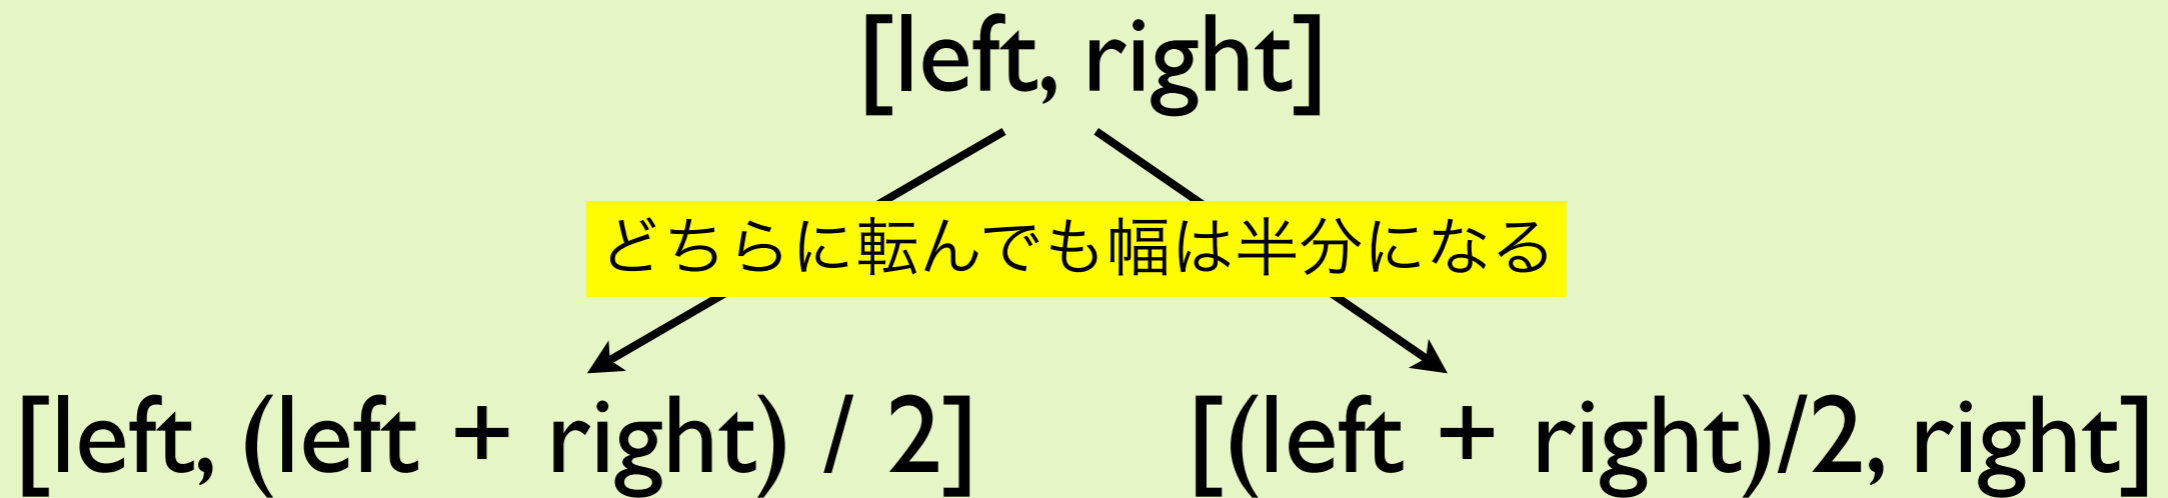 [left, right]
どちらに転んでも幅は半分になる
[left, (left + right) / 2]
[(left + right)/2, right]